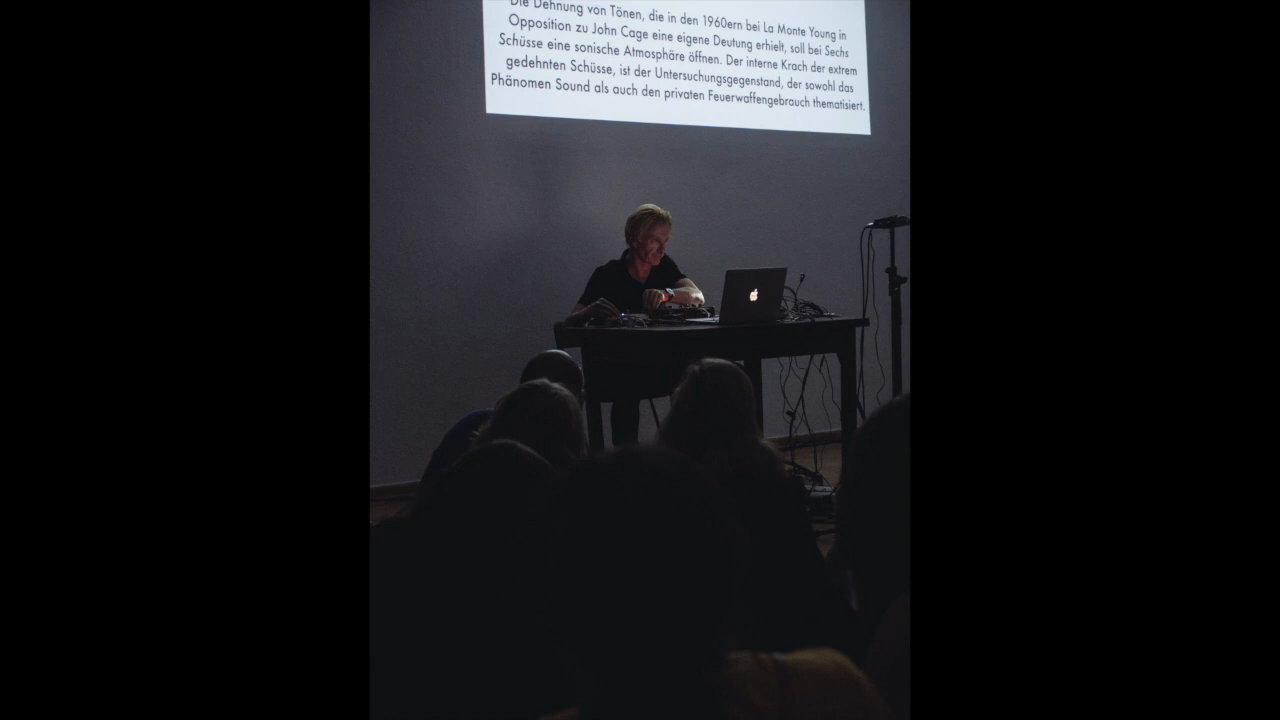 Die Dehnung von Tönen, die in den 1960ern bei La Monte Young in
Opposition zu John Cage eine eigene Deutung erhielt, soll bei Sechs
Schüsse eine sonische Atmosphäre öffnen. Der interne Krach der extrem
gedehnten Schüsse, ist der Untersuchungsgegenstand, der sowohl das
Phänomen Sound als auch den privaten Feuerwaffengebrauch thematisiert.